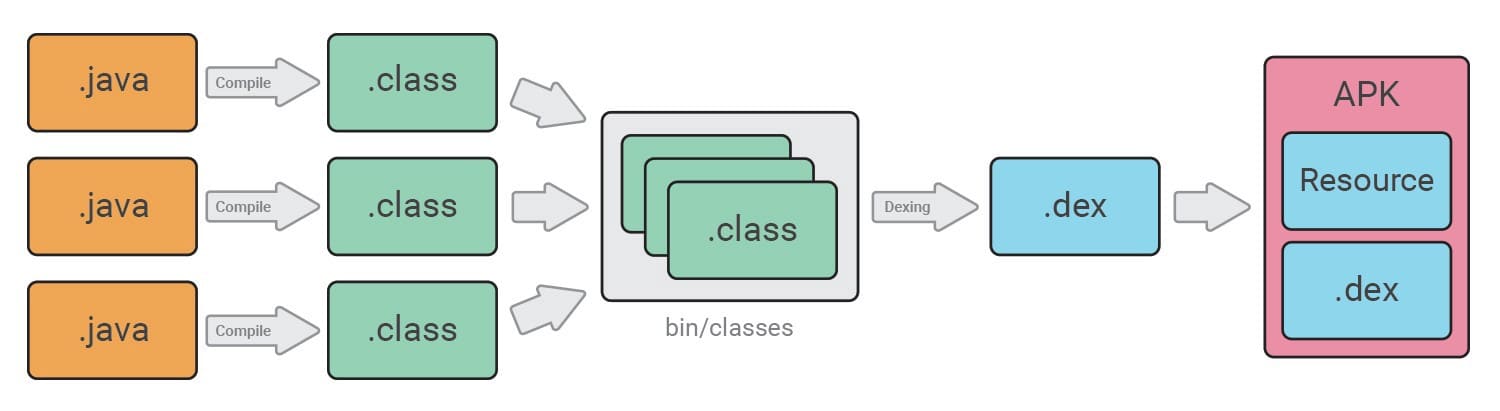 .java
Compile
.class
.java
Compile
.class
.java
Compile
.class
.class
bin/classes
Dexing
.dex
APK
Resource
.dex